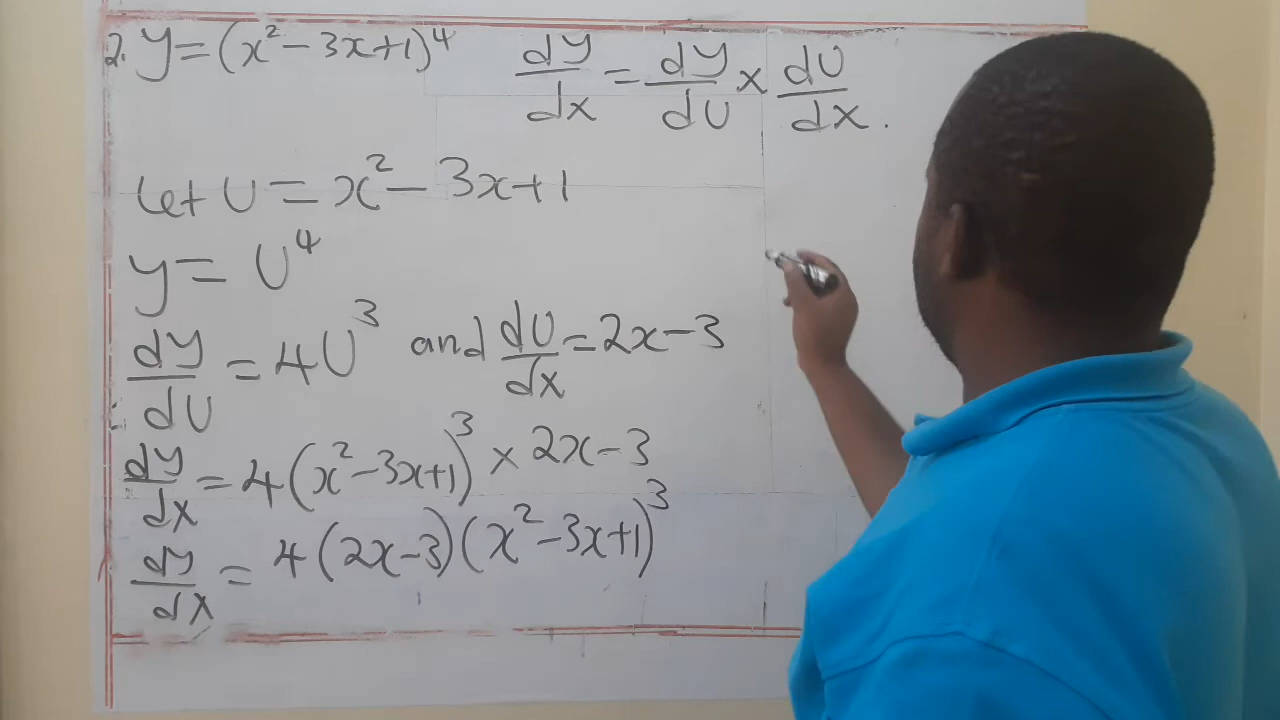 2. y = (x² - 3x + 1)⁴
dy/dx = dy/dU × dU/dx.
Let U = x² - 3x + 1
y = U⁴
dy/dU = 4U³ and dU/dx = 2x - 3
dy/dx = 4(x² - 3x + 1)³ × 2x - 3
dy/dx = 4(2x - 3)(x² - 3x + 1)³